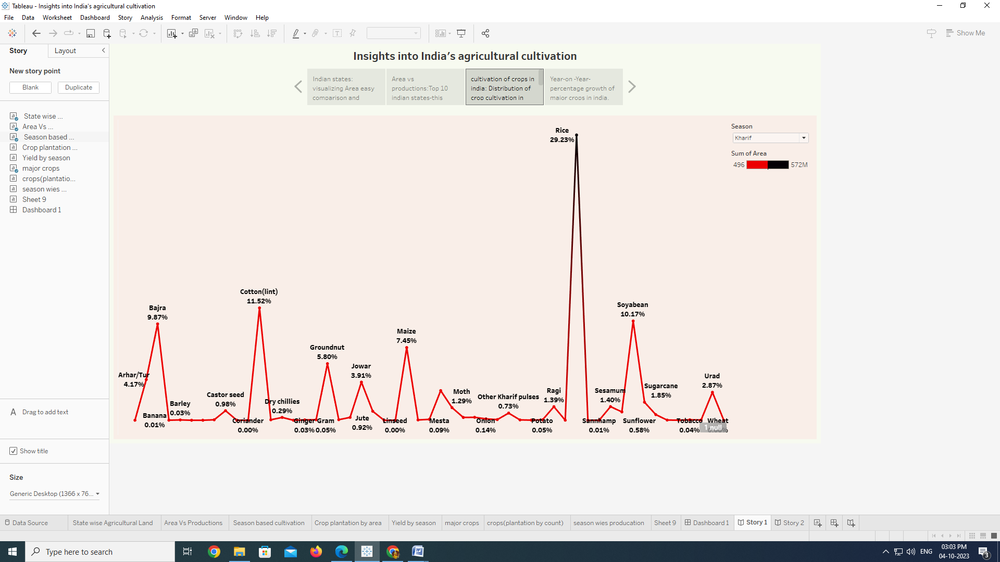 Tableau - Insights into India's agricultural cultivation
File Data Worksheet Dashboard Story Analysis Format Server Window Help
Show Me
Story Layout
New story point
Blank Duplicate
State wise ...
Area Vs ...
Season based ...
Crop plantation ...
Yield by season
major crops
crops(plantatio...
season wies ...
Sheet 9
Dashboard 1
A Drag to add text
Show title
Size
Generic Desktop (1366 x 76...
Insights into India's agricultural cultivation
Indian states:
visualizing Area easy
comparison and
Area vs
productions:Top 10
indian states-this
cultivation of crops in
india: Distribution of
crop cultivation in
Year-on -Year-
percentage growth of
major crops in india.
Season
Kharif
Sum of Area
496 572M
Rice
29.23%
Cotton(lint)
11.52%
Bajra
9.87%
Soyabean
10.17%
Maize
7.45%
Groundnut
5.80%
Jowar
3.91%
Arhar/Tur
4.17%
Urad
2.87%
Sugarcane
1.85%
Castor seed
0.98%
Barley
0.03%
Banana
0.01%
Dry chillies
0.29%
Coriander
0.00%
Ginger
0.03%
Gram
0.05%
Jute
0.92%
Linseed
0.00%
Moth
1.29%
Mesta
0.09%
Other Kharif pulses
0.73%
Onion
0.14%
Ragi
1.39%
Potato
0.05%
Sesamum
1.40%
Sannhamp
0.01%
Sunflower
0.58%
Tobacco
0.04%
Wheat
1 null
Data Source State wise Agricultural Land Area Vs Productions Season based cultivation Crop plantation by area Yield by season major crops crops(plantation by count) season wies producation Sheet 9 Dashboard 1 Story 1 Story 2
Type here to search
ENG
03:03 PM
04-10-2023
3